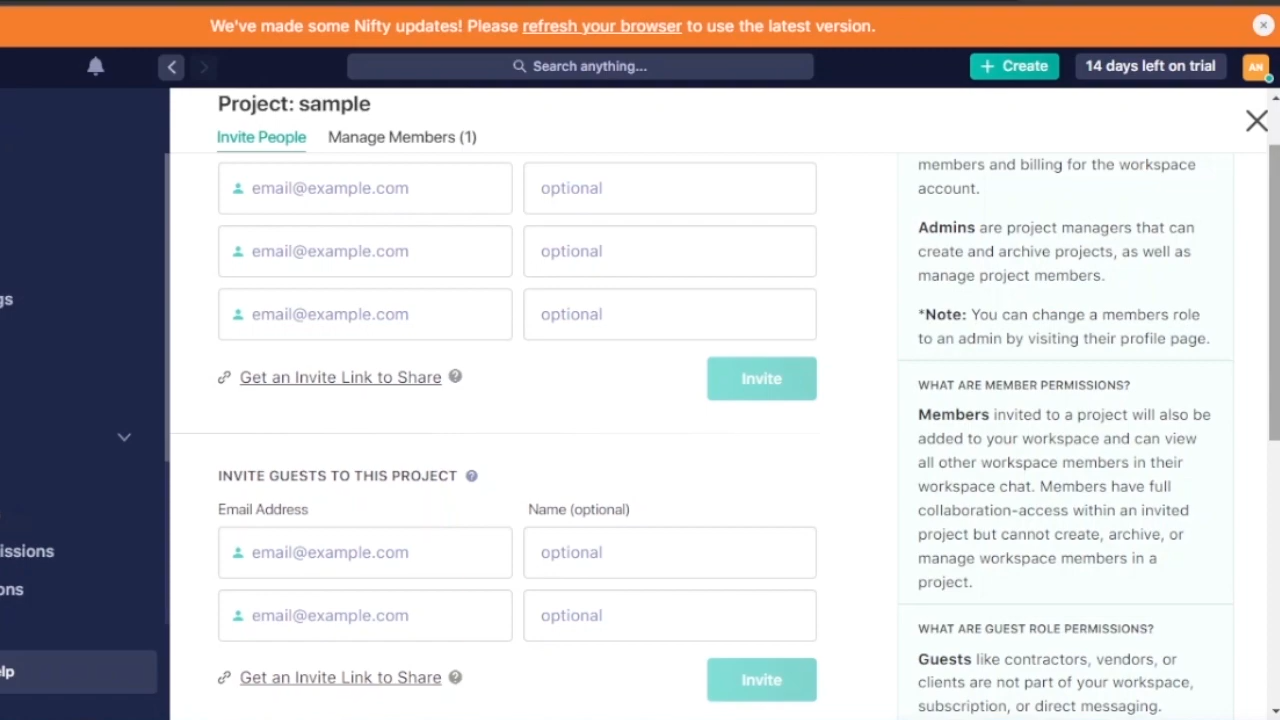 We've made some Nifty updates! Please refresh your browser to use the latest version.
Search anything...
+ Create
14 days left on trial
AN
Project: sample
Invite People
Manage Members (1)
email@example.com
optional
email@example.com
optional
email@example.com
optional
Get an Invite Link to Share
Invite
INVITE GUESTS TO THIS PROJECT
Email Address
Name (optional)
email@example.com
optional
email@example.com
optional
Get an Invite Link to Share
Invite
members and billing for the workspace
account.
Admins are project managers that can
create and archive projects, as well as
manage project members.
*Note: You can change a members role
to an admin by visiting their profile page.
WHAT ARE MEMBER PERMISSIONS?
Members invited to a project will also be
added to your workspace and can view
all other workspace members in their
workspace chat. Members have full
collaboration-access within an invited
project but cannot create, archive, or
manage workspace members in a
project.
WHAT ARE GUEST ROLE PERMISSIONS?
Guests like contractors, vendors, or
clients are not part of your workspace,
subscription, or direct messaging.
gs
issions
ons
elp